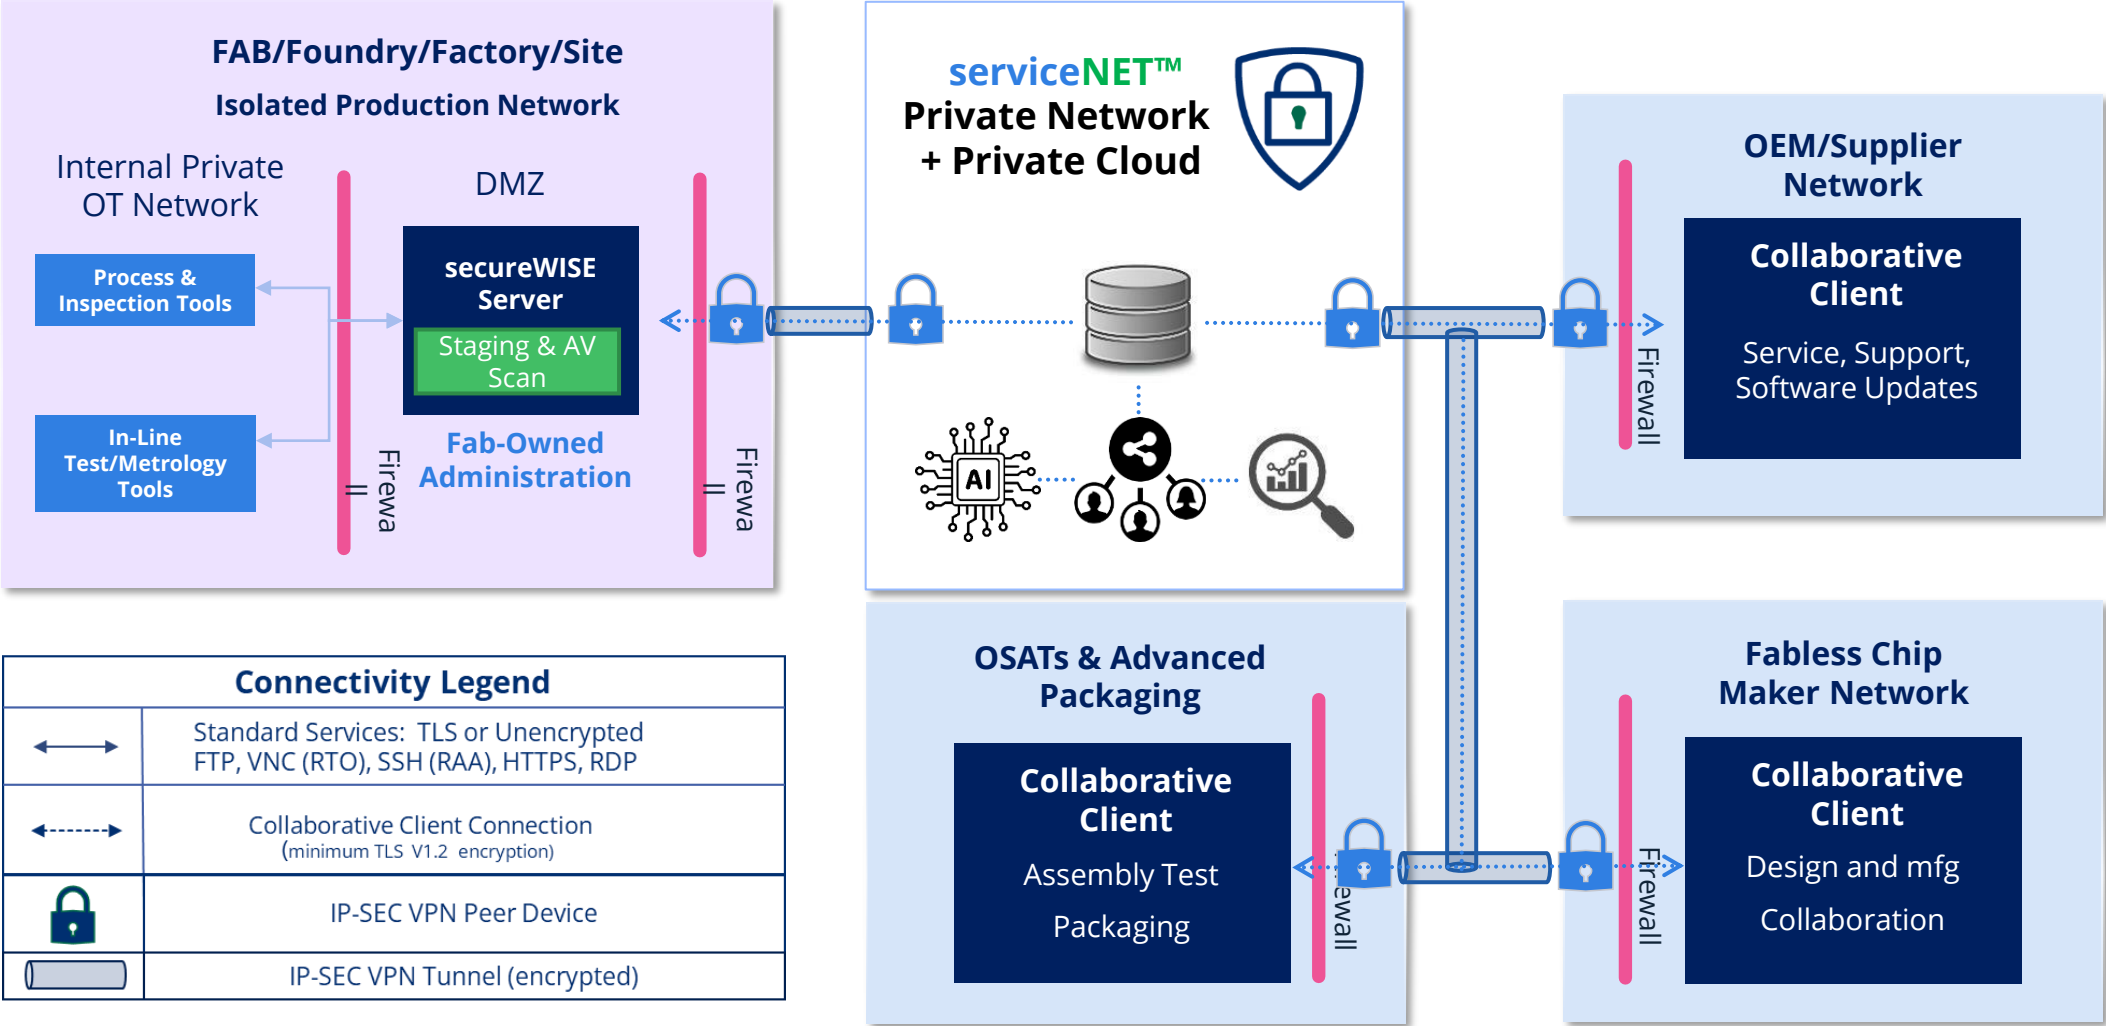 FAB/Foundry/Factory/Site
Isolated Production Network
Internal Private
OT Network
DMZ
Process &
Inspection Tools
In-Line
Test/Metrology
Tools
secureWISE
Server
Staging & AV
Scan
Fab-Owned
Administration
Firewa
ll
Firewa
ll
serviceNET™
Private Network
+ Private Cloud
AI
OEM/Supplier
Network
Collaborative
Client
Service, Support,
Software Updates
Firewall
Connectivity Legend
Standard Services: TLS or Unencrypted
FTP, VNC (RTO), SSH (RAA), HTTPS, RDP
Collaborative Client Connection
(minimum TLS V1.2 encryption)
IP-SEC VPN Peer Device
IP-SEC VPN Tunnel (encrypted)
OSATs & Advanced
Packaging
Collaborative
Client
Assembly Test
Packaging
ewall
Fabless Chip
Maker Network
Collaborative
Client
Design and mfg
Collaboration
Firewall